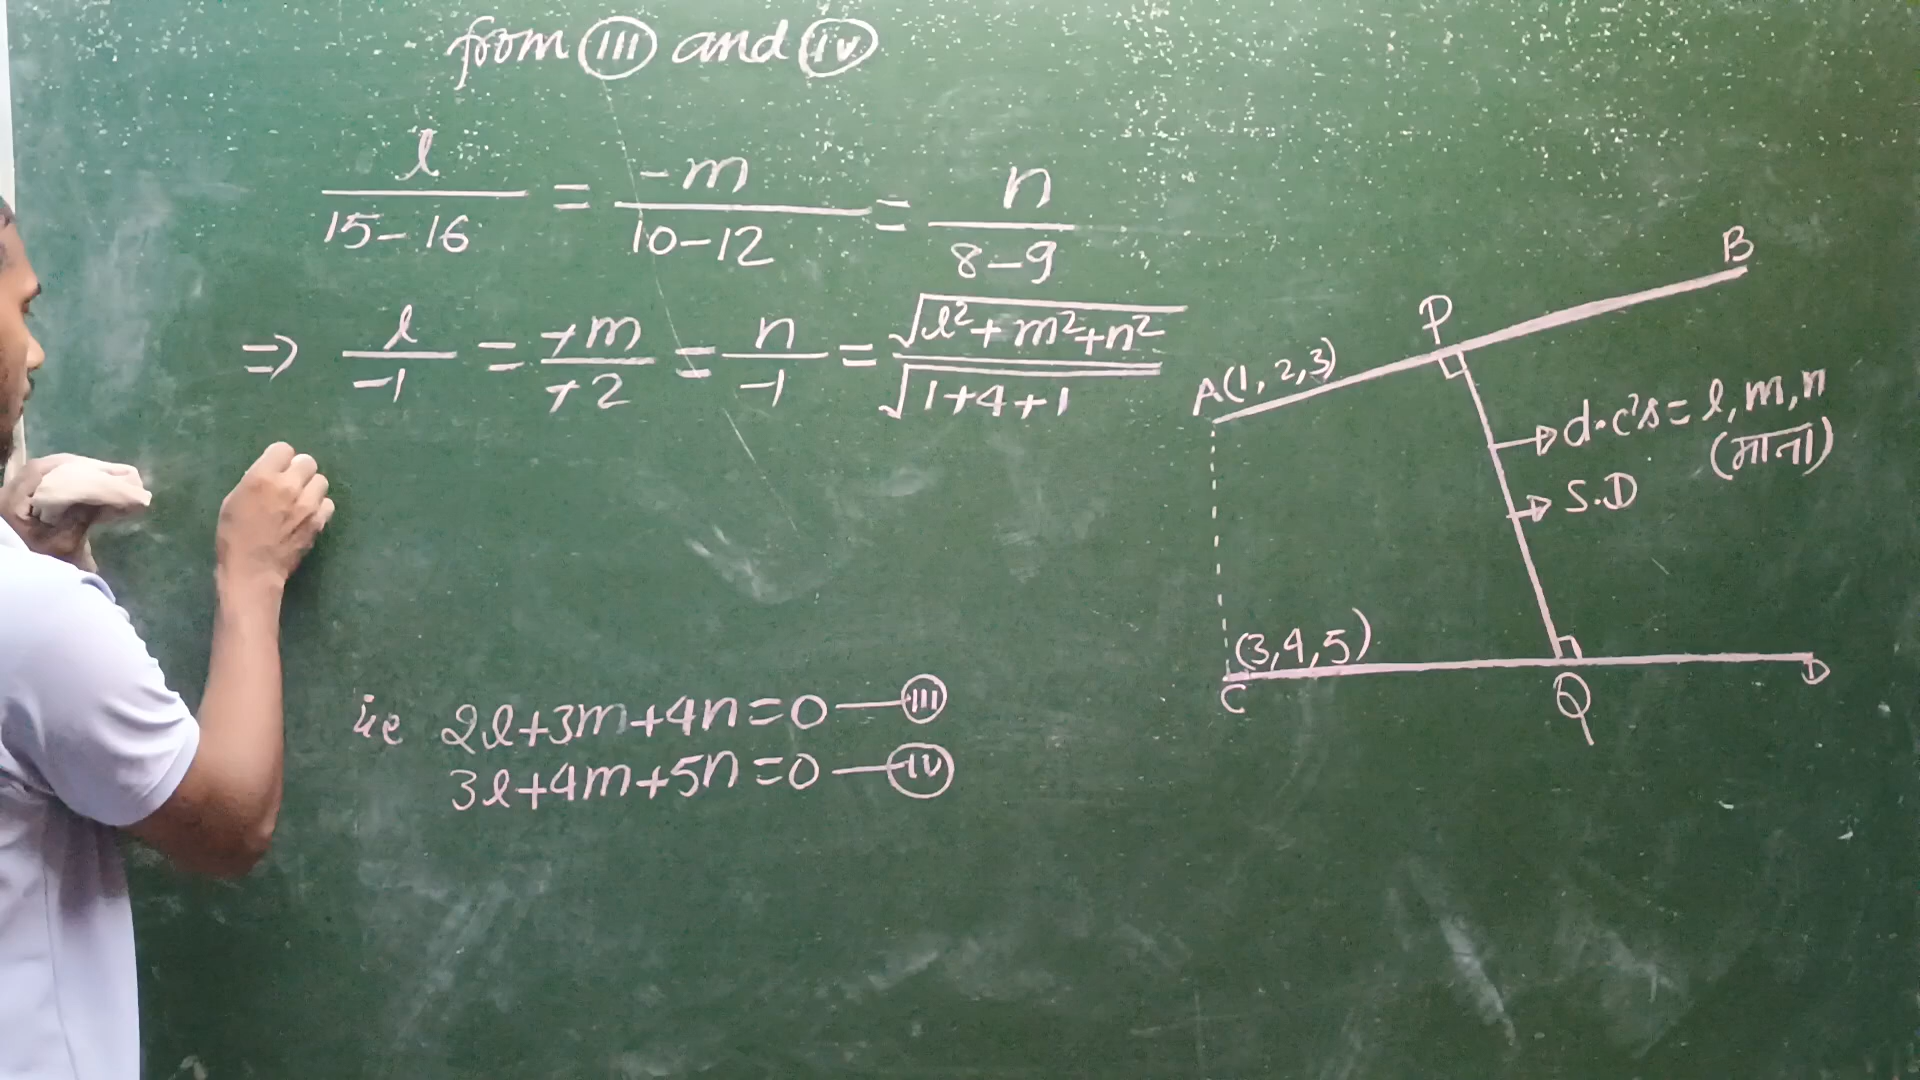 from (III) and (IV)
l/(15-16) = -m/(10-12) = n/(8-9)
⇒ l/-1 = +m/+2 = n/-1 = √(l²+m²+n²)/√(1+4+1)
ie 2l+3m+4n=0 — (III)
3l+4m+5n=0 — (IV)
B
P
A(1,2,3)
d.c's = l,m,n
(माना)
S.D
(3,4,5)
C
Q
D